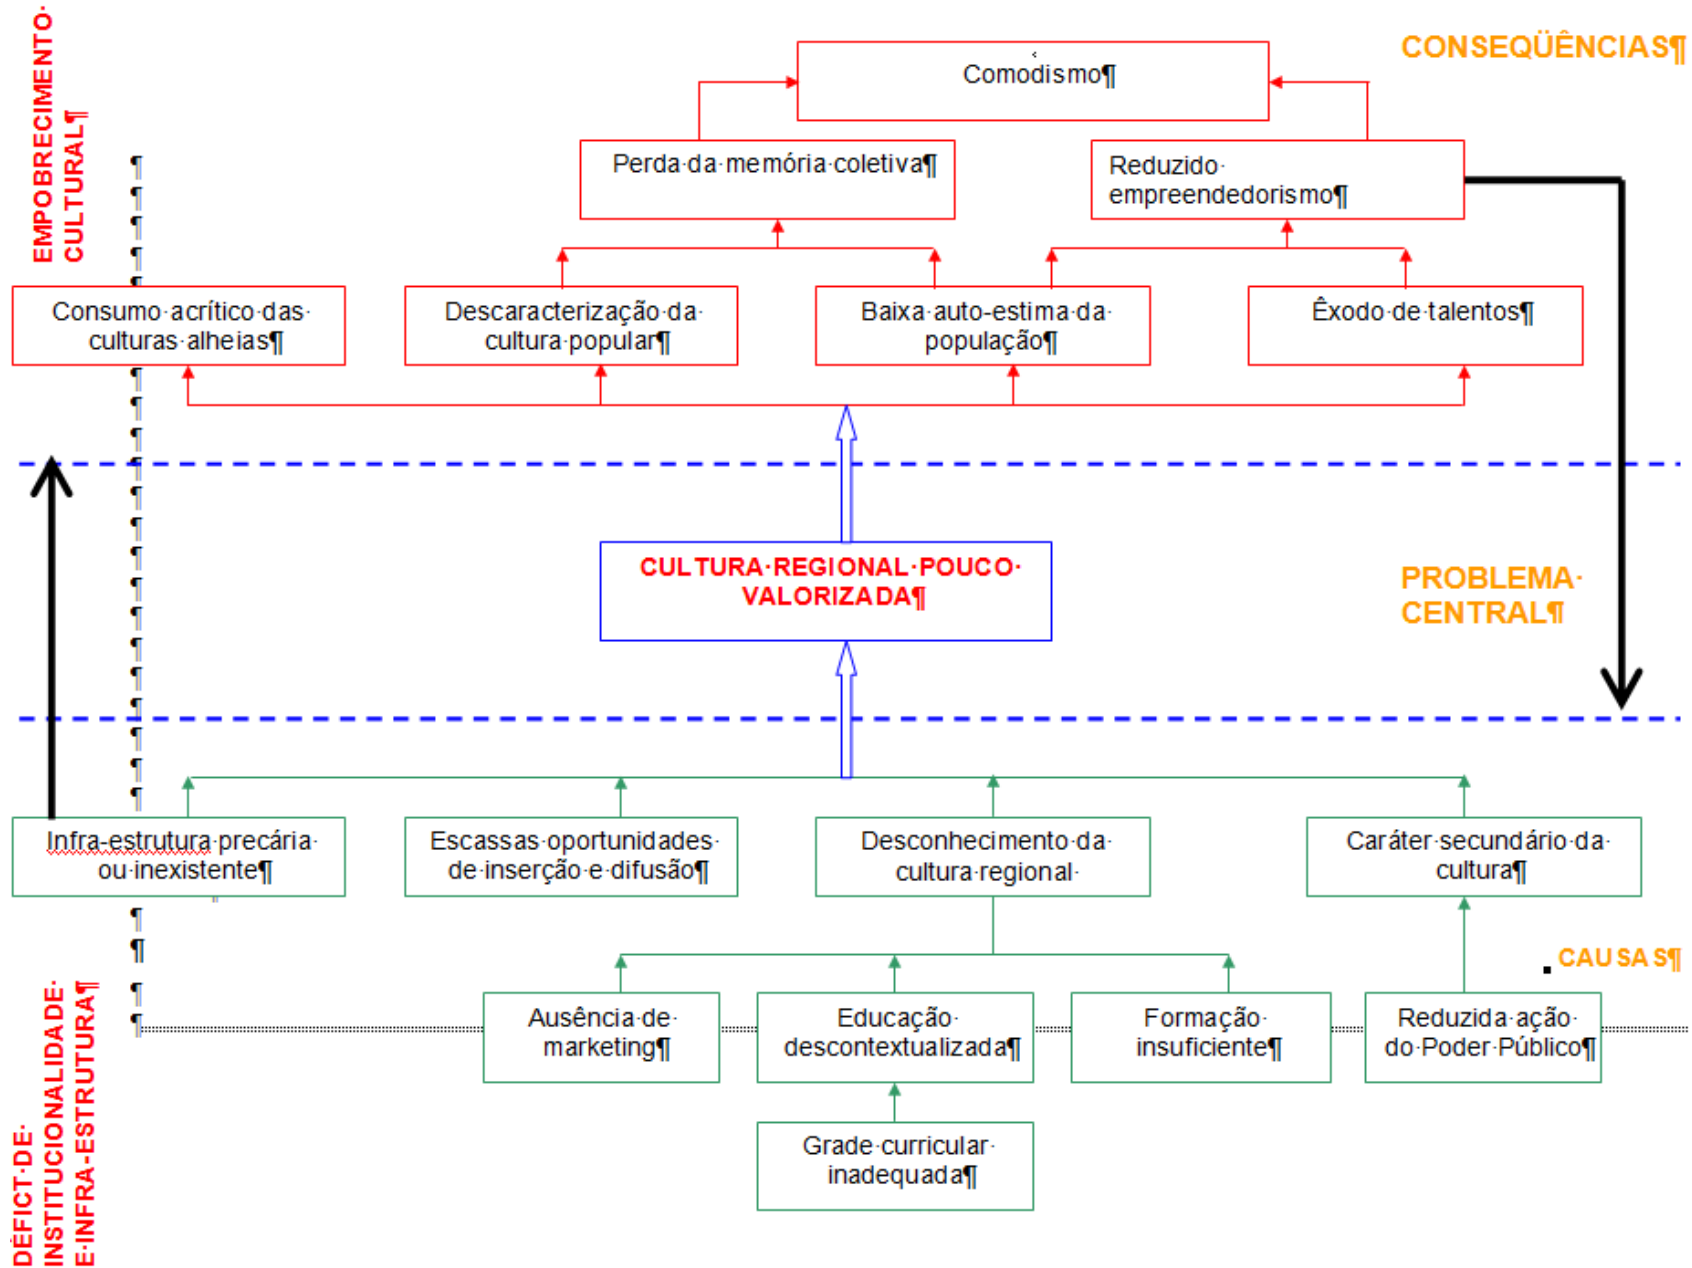 EMPOBRECIMENTO·
CULTURAL¶
CONSEQÜÊNCIAS¶
Comodismo¶
Perda·da·memória·coletiva¶
Reduzido·
empreendedorismo¶
¶
¶
¶
¶
¶
Consumo·acrítico·das·
culturas·alheias¶
Descaracterização·da·
cultura·popular¶
Baixa·auto-estima·da·
população¶
Êxodo·de·talentos¶
¶
¶
¶
¶
¶
¶
¶
¶
¶
¶
¶
¶
CULTURA·REGIONAL·POUCO·
VALORIZADA¶
PROBLEMA·
CENTRAL¶
¶
¶
¶
Infra-estrutura·precária·
ou·inexistente¶
Escassas·oportunidades·
de·inserção·e·difusão¶
Desconhecimento·da·
cultura·regional·
Caráter·secundário·da·
cultura¶
¶
¶
¶
¶
CAUSAS¶
Ausência·de·
marketing¶
Educação·
descontextualizada¶
Formação·
insuficiente¶
Reduzida·ação·
do·Poder·Público¶
Grade·curricular·
inadequada¶
DÉFICT·DE·
INSTITUCIONALIDADE·
E·INFRA-ESTRUTURA¶